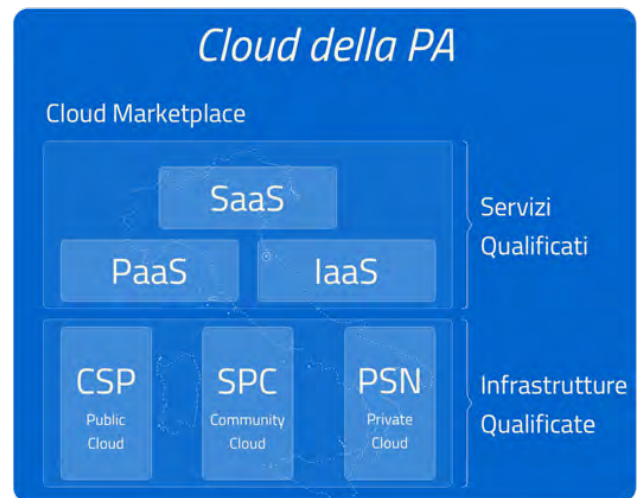 Cloud della PA
Cloud Marketplace
SaaS
PaaS
IaaS
Servizi
Qualificati
CSP
Public
Cloud
SPC
Community
Cloud
PSN
Private
Cloud
Infrastrutture
Qualificate